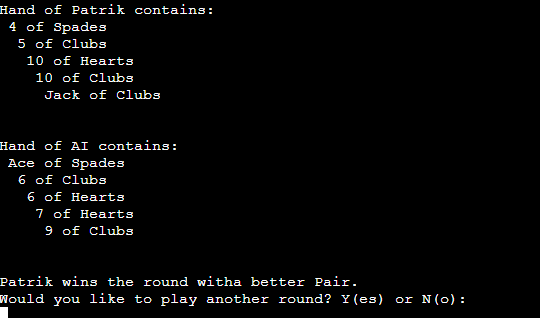 Hand of Patrik contains:
4 of Spades
5 of Clubs
10 of Hearts
10 of Clubs
Jack of Clubs
Hand of AI contains:
Ace of Spades
6 of Clubs
6 of Hearts
7 of Hearts
9 of Clubs
Patrik wins the round witha better Pair.
Would you like to play another round? Y(es) or N(o):